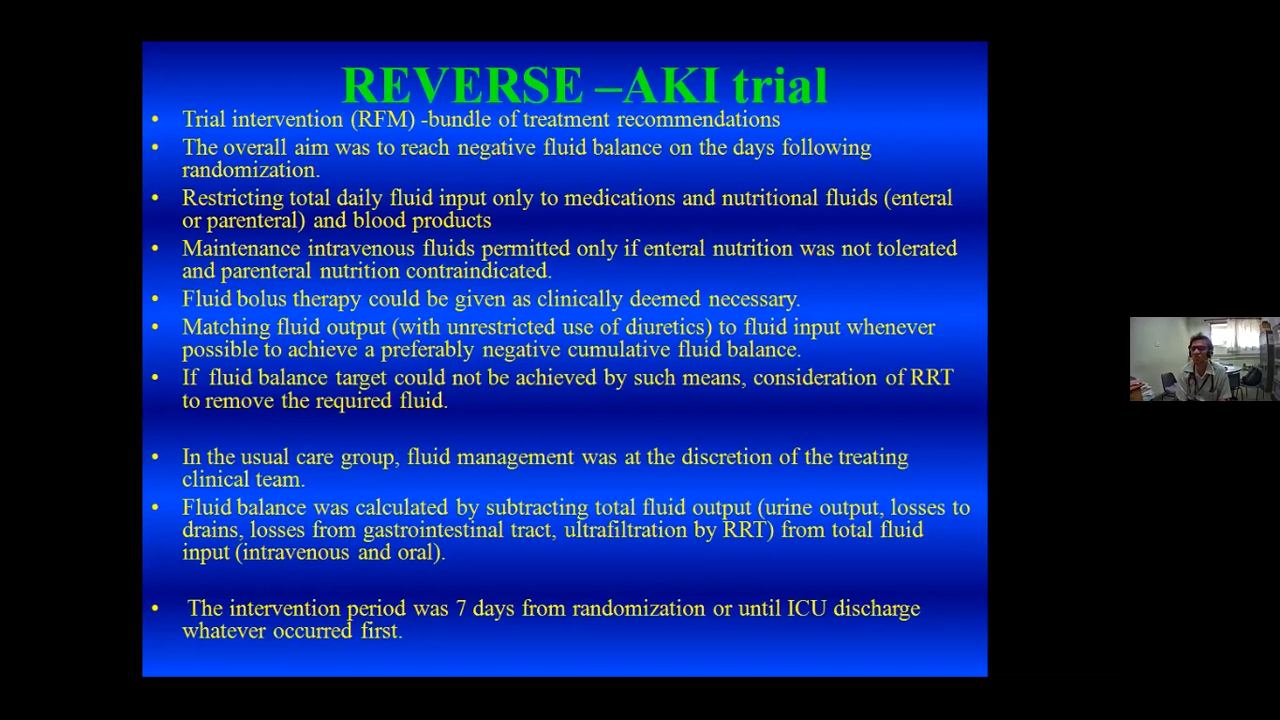 REVERSE –AKI trial
• Trial intervention (RFM) -bundle of treatment recommendations
• The overall aim was to reach negative fluid balance on the days following
randomization.
• Restricting total daily fluid input only to medications and nutritional fluids (enteral
or parenteral) and blood products
• Maintenance intravenous fluids permitted only if enteral nutrition was not tolerated
and parenteral nutrition contraindicated.
• Fluid bolus therapy could be given as clinically deemed necessary.
• Matching fluid output (with unrestricted use of diuretics) to fluid input whenever
possible to achieve a preferably negative cumulative fluid balance.
• If fluid balance target could not be achieved by such means, consideration of RRT
to remove the required fluid.
• In the usual care group, fluid management was at the discretion of the treating
clinical team.
• Fluid balance was calculated by subtracting total fluid output (urine output, losses to
drains, losses from gastrointestinal tract, ultrafiltration by RRT) from total fluid
input (intravenous and oral).
• The intervention period was 7 days from randomization or until ICU discharge
whatever occurred first.